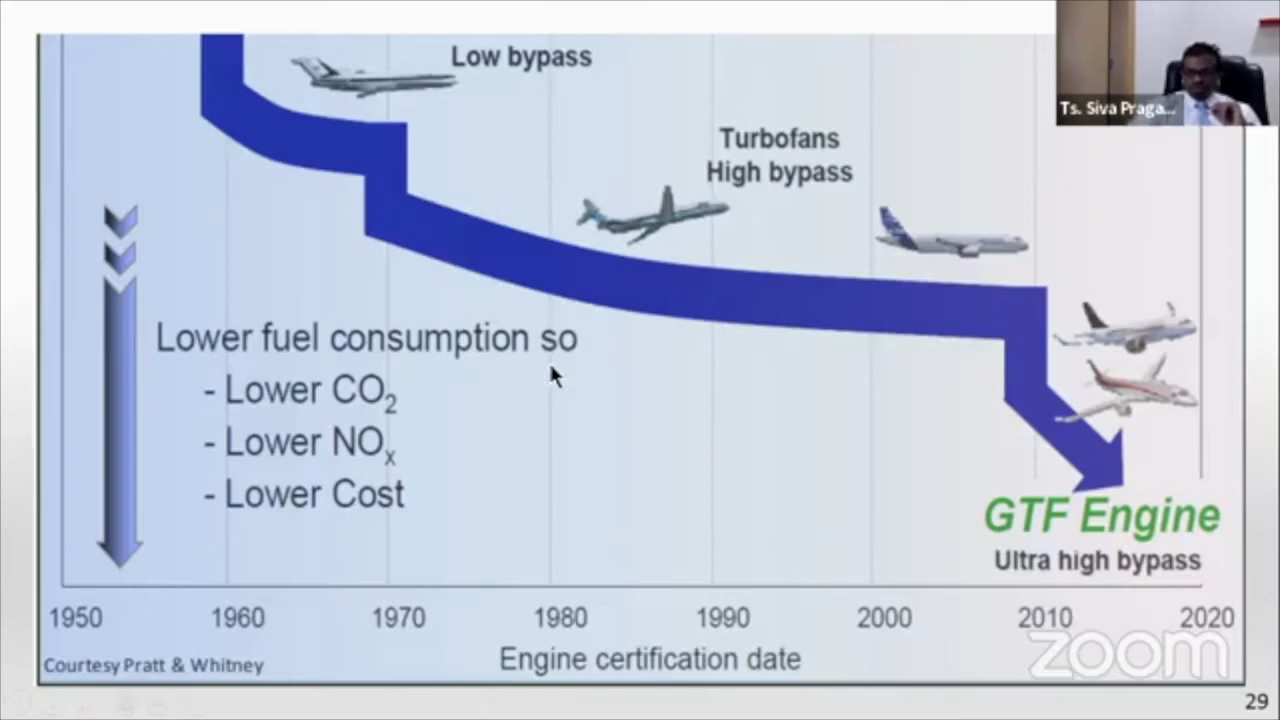 Low bypass
Ts. Siva Praga...
Turbofans
High bypass
Lower fuel consumption so
- Lower CO2
- Lower NOx
- Lower Cost
GTF Engine
Ultra high bypass
1950 1960 1970 1980 1990 2000 2010 2020
zoom
Courtesy Pratt & Whitney
Engine certification date
29